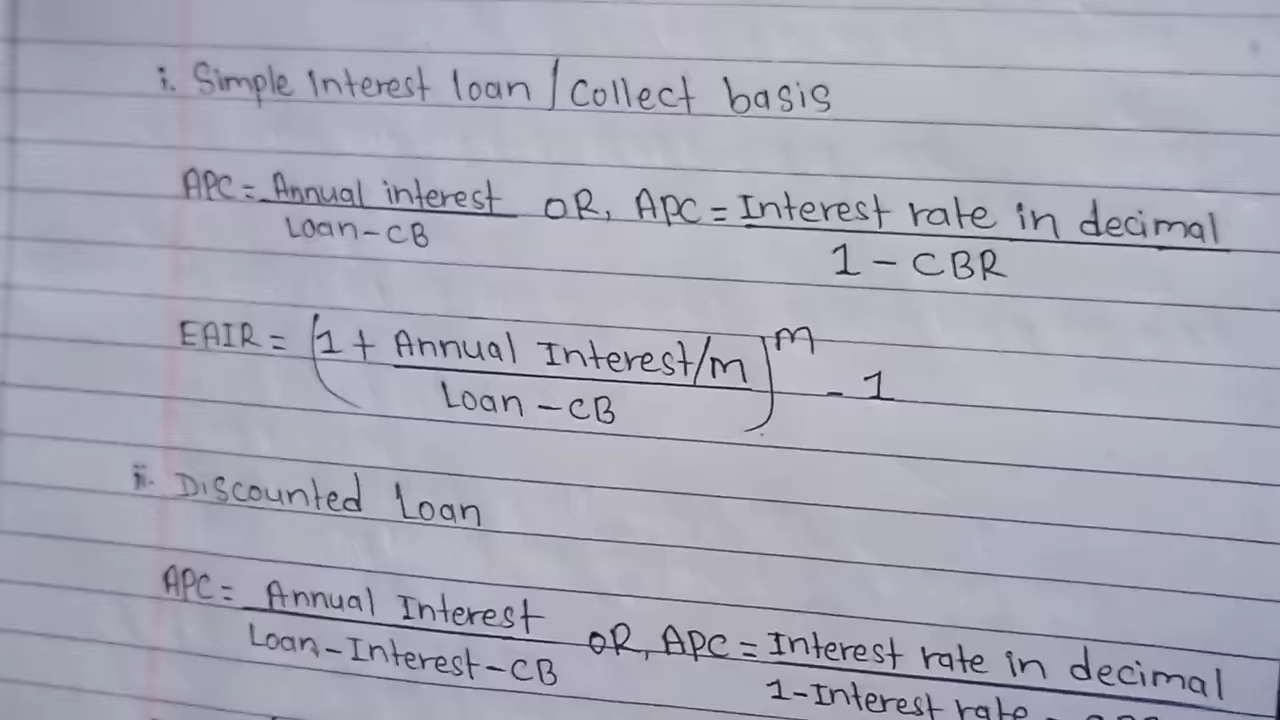 i. Simple Interest loan / collect basis
APC = Annual interest / Loan - CB OR, APC = Interest rate in decimal / 1 - CBR
EAIR = (1 + Annual Interest/m / Loan - CB)^m - 1
ii. Discounted Loan
APC = Annual Interest / Loan - Interest - CB OR, APC = Interest rate in decimal / 1 - Interest rate